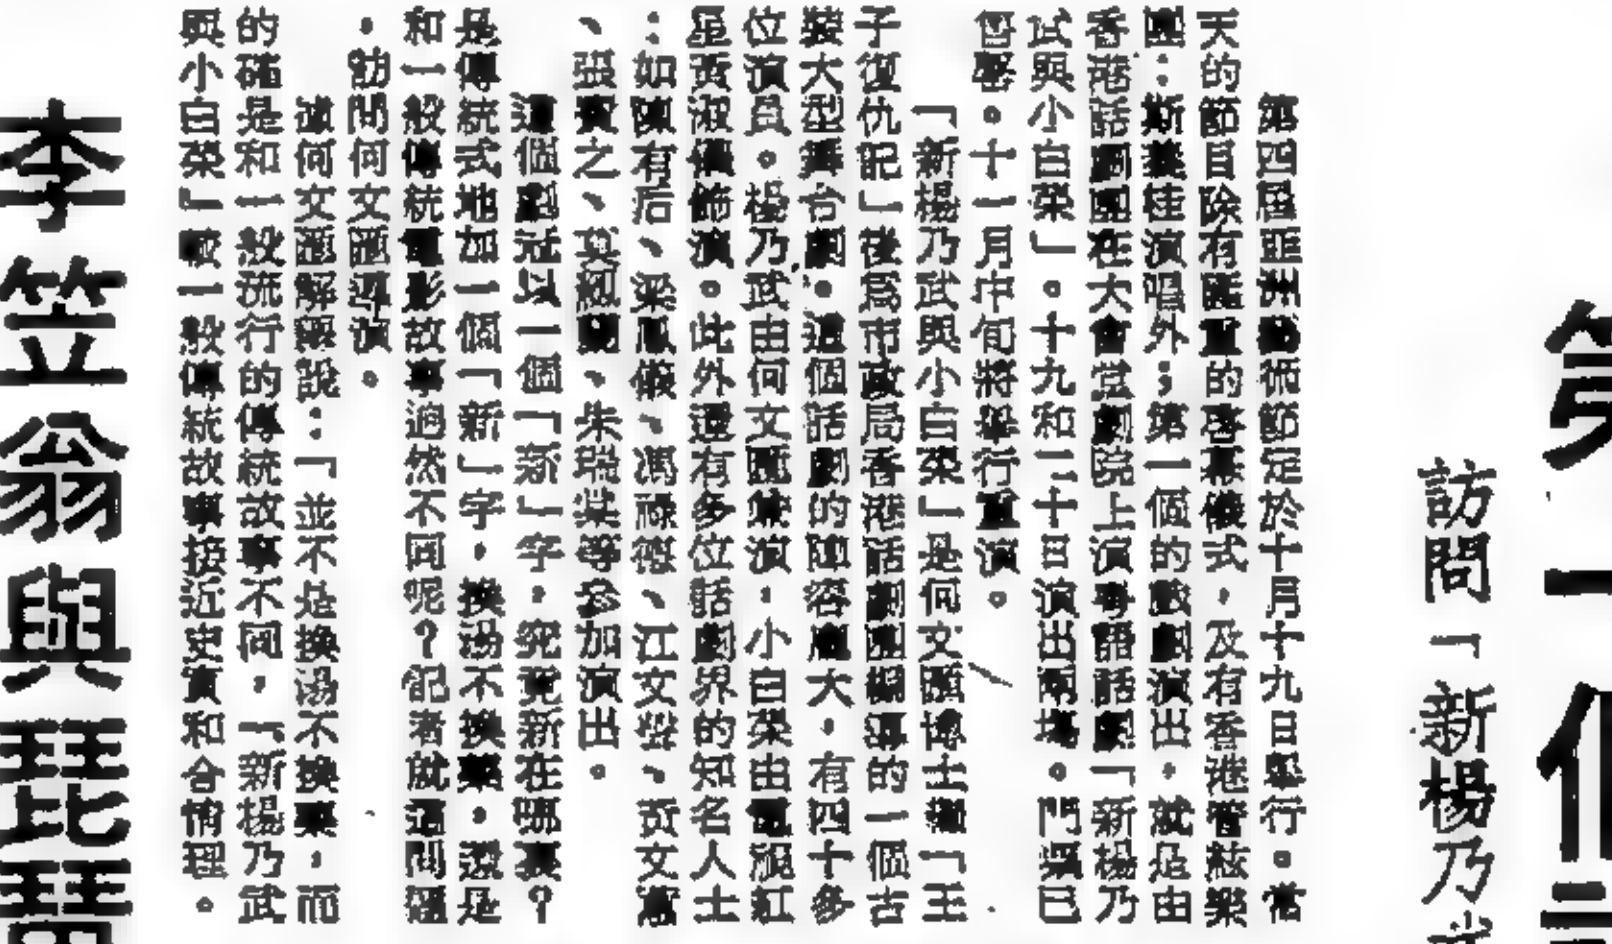 第一個
訪問「新楊乃武
第四屆亞洲藝術節定於十月十九日舉行。當
天的節目除有隆重的啓幕儀式,及有香港管絃樂
團:斯義桂演唱外;第一個的戲劇演出,就是由
香港話劇團在大會堂劇院上演粵語話劇「新楊乃
武與小白菜」。十九和二十日演出兩場。門票已
售罄。十一月中旬將舉行重演。
「新楊乃武與小白菜」是何文匯博士繼「王
子復仇記」後爲市政局香港話劇團編導的一個古
裝大型舞台劇。這個話劇的陣容龐大,有四十多
位演員。楊乃武由何文匯兼演,小白菜由電視紅
星黃淑儀飾演。此外還有多位話劇界的知名人士
:如陳有后、梁鳳儀、馮祿德、江文、黃文
、張之、、朱瑞棠等參加演出。
這個劇冠以一個「新」字,究竟新在哪裏?
是傳統式地加一個「新」字,換湯不換藥,還是
和一般傳統電影故事迥然不同呢?記者就這問題
,訪問何文匯導演。
據何文匯解釋說:「並不是換湯不換藥,而
的確是和一般流行的傳統故事不同,『新楊乃武
與小白菜』較一般傳統故事接近史實和合情理。
李笠翁與琵琶